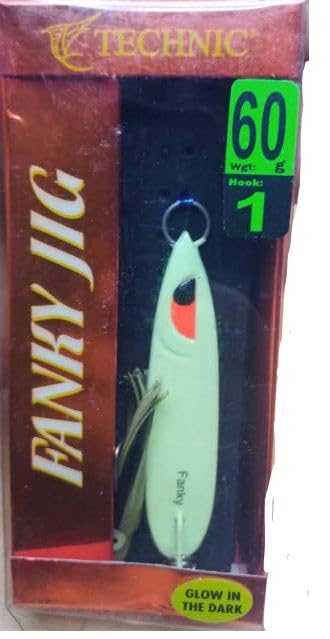 TECHNIC
60
Wgt: g
Hook:
1
FANKY JIG
Fanky
GLOW IN
THE DARK